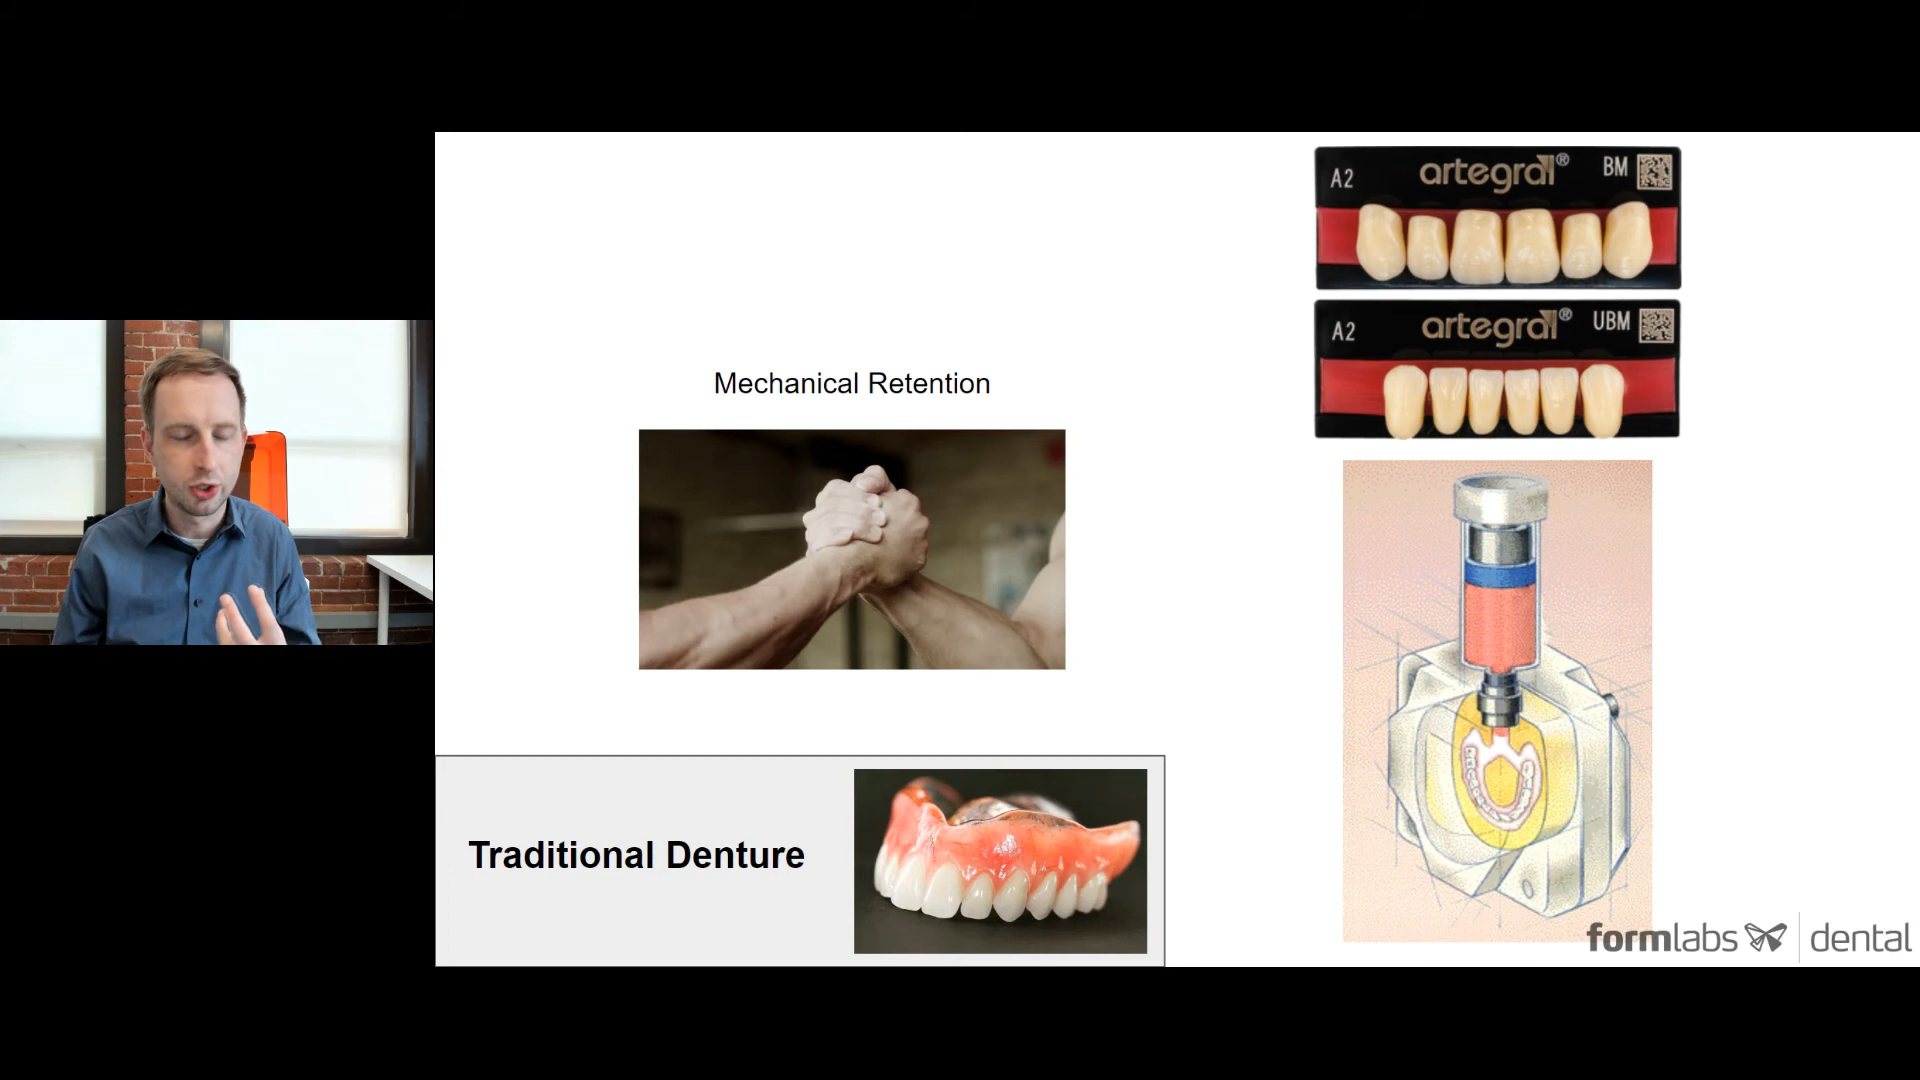 A2 artegral® BM
A2 artegral® UBM
Mechanical Retention
Traditional Denture
formlabs dental